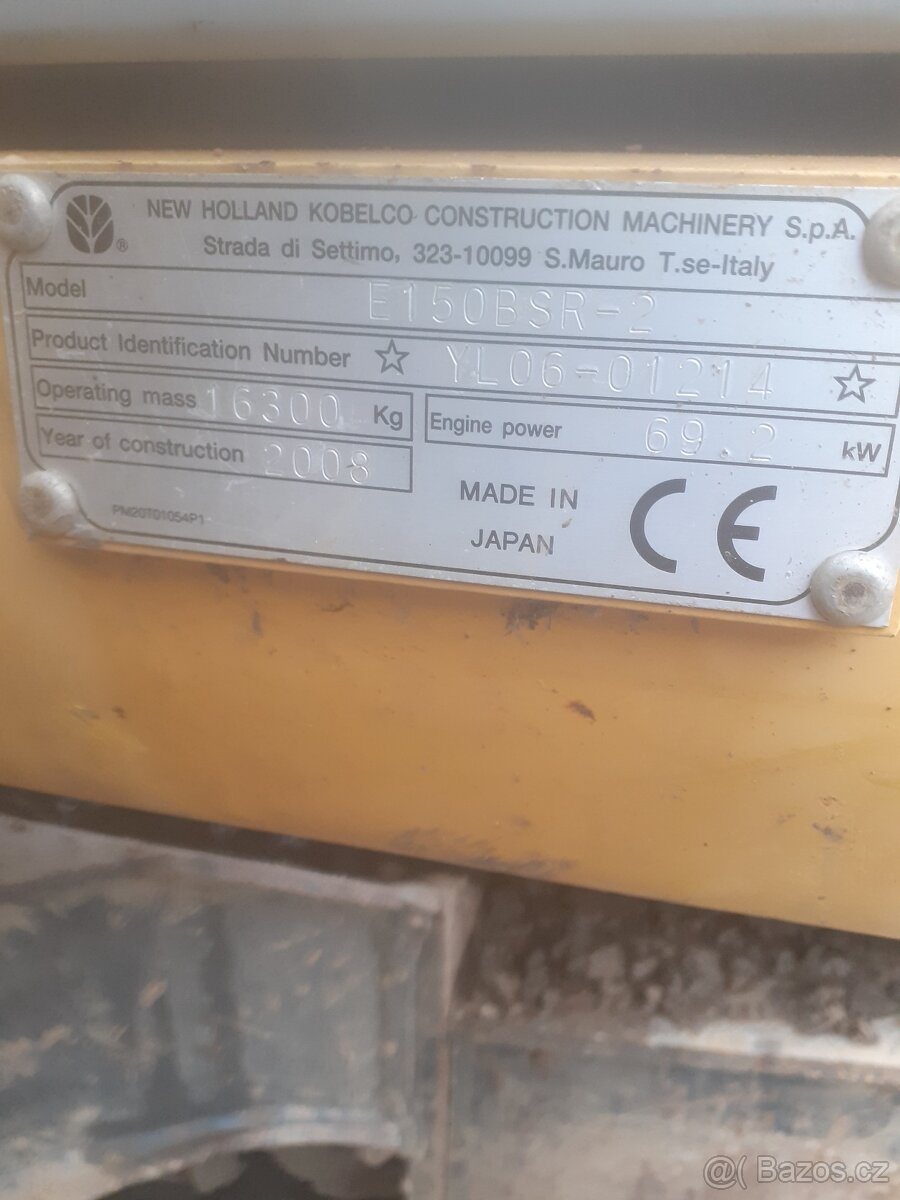 NEW HOLLAND KOBELCO CONSTRUCTION MACHINERY S.p.A.
Strada di Settimo, 323-10099 S.Mauro T.se-Italy
Model E150BSR-2
Product Identification Number ☆ YL06-01214 ☆
Operating mass 16300 Kg
Engine power 69.2 kW
Year of construction 2008
MADE IN
JAPAN
CE
PM20T01054P1
@( Bazos.cz